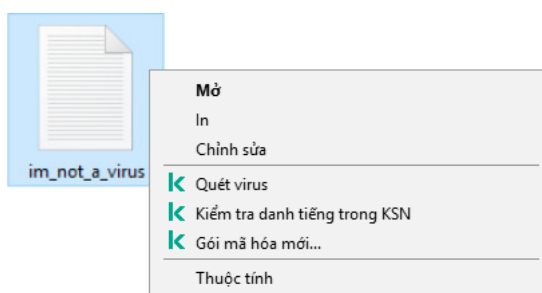 im_not_a_virus
Mở
In
Chỉnh sửa
Quét virus
Kiểm tra danh tiếng trong KSN
Gói mã hóa mới...
Thuộc tính